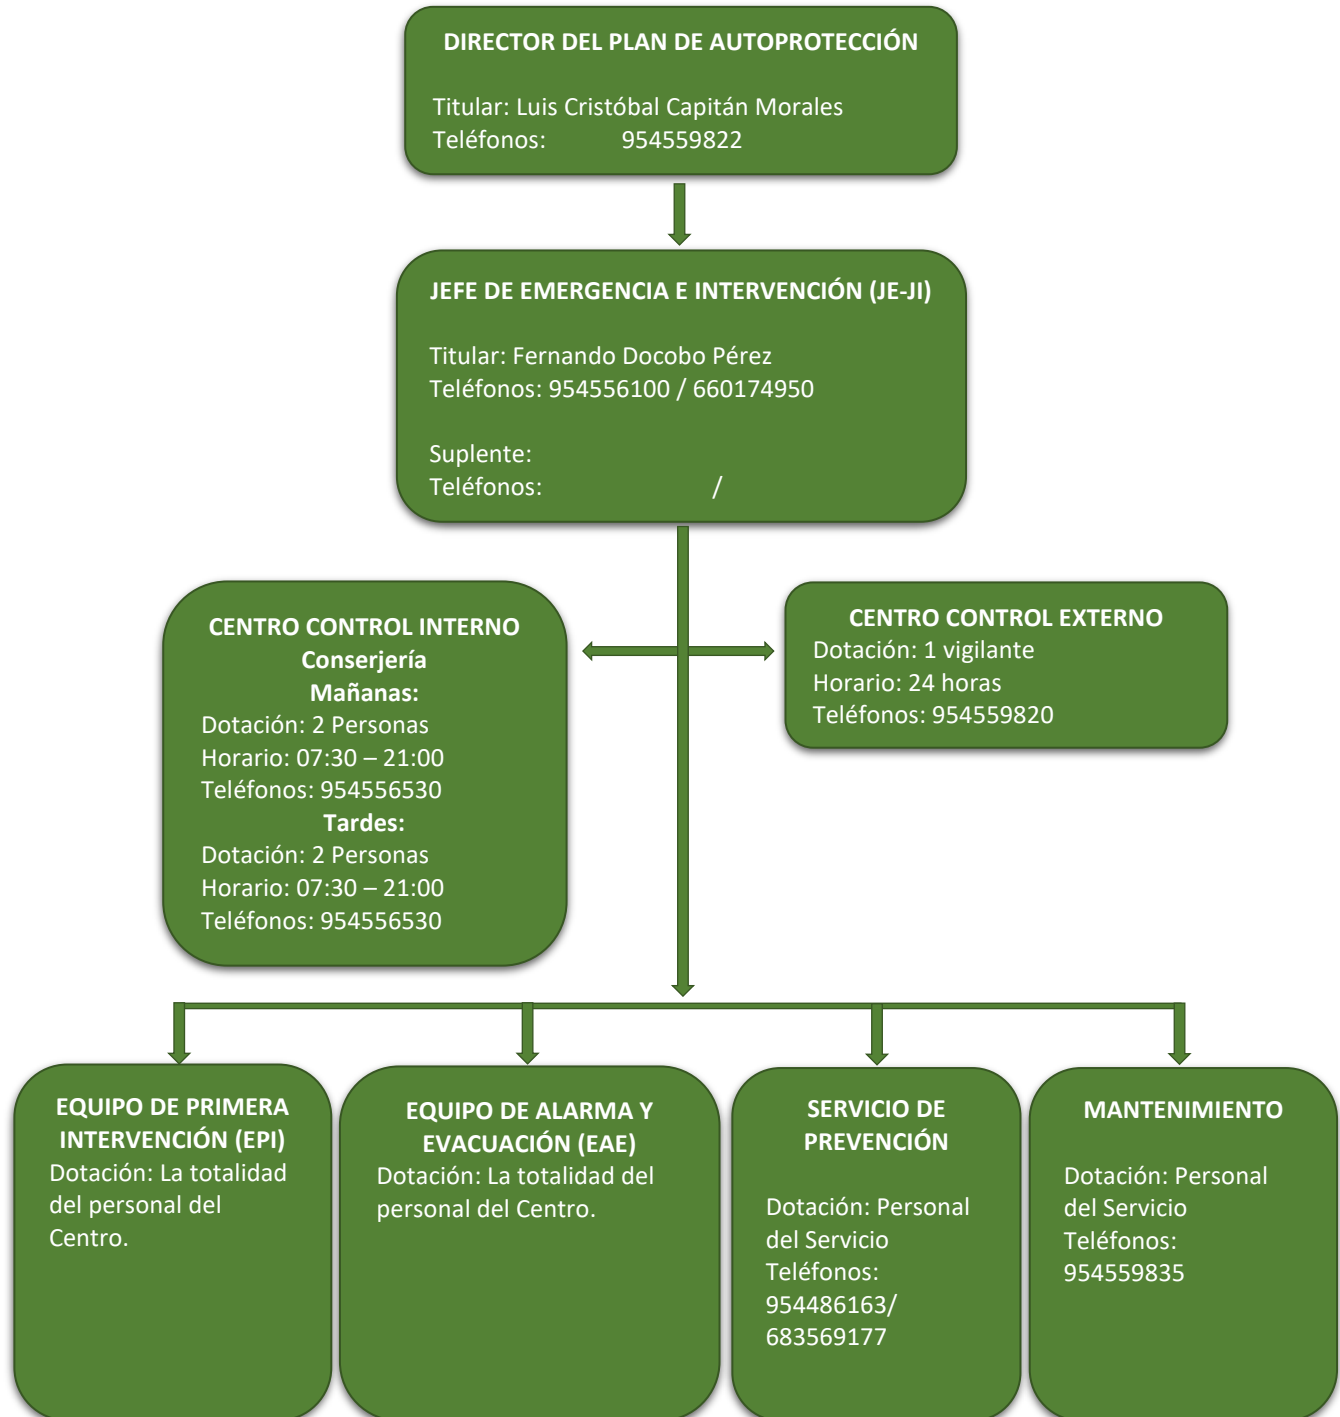 DIRECTOR DEL PLAN DE AUTOPROTECCIÓN
Titular: Luis Cristóbal Capitán Morales
Teléfonos: 954559822
JEFE DE EMERGENCIA E INTERVENCIÓN (JE-JI)
Titular: Fernando Docobo Pérez
Teléfonos: 954556100 / 660174950
Suplente:
Teléfonos: /
CENTRO CONTROL INTERNO
Conserjería
Mañanas:
Dotación: 2 Personas
Horario: 07:30 – 21:00
Teléfonos: 954556530
Tardes:
Dotación: 2 Personas
Horario: 07:30 – 21:00
Teléfonos: 954556530
CENTRO CONTROL EXTERNO
Dotación: 1 vigilante
Horario: 24 horas
Teléfonos: 954559820
EQUIPO DE PRIMERA
INTERVENCIÓN (EPI)
Dotación: La totalidad
del personal del
Centro.
EQUIPO DE ALARMA Y
EVACUACIÓN (EAE)
Dotación: La totalidad del
personal del Centro.
SERVICIO DE
PREVENCIÓN
Dotación: Personal
del Servicio
Teléfonos:
954486163/
683569177
MANTENIMIENTO
Dotación: Personal
del Servicio
Teléfonos:
954559835